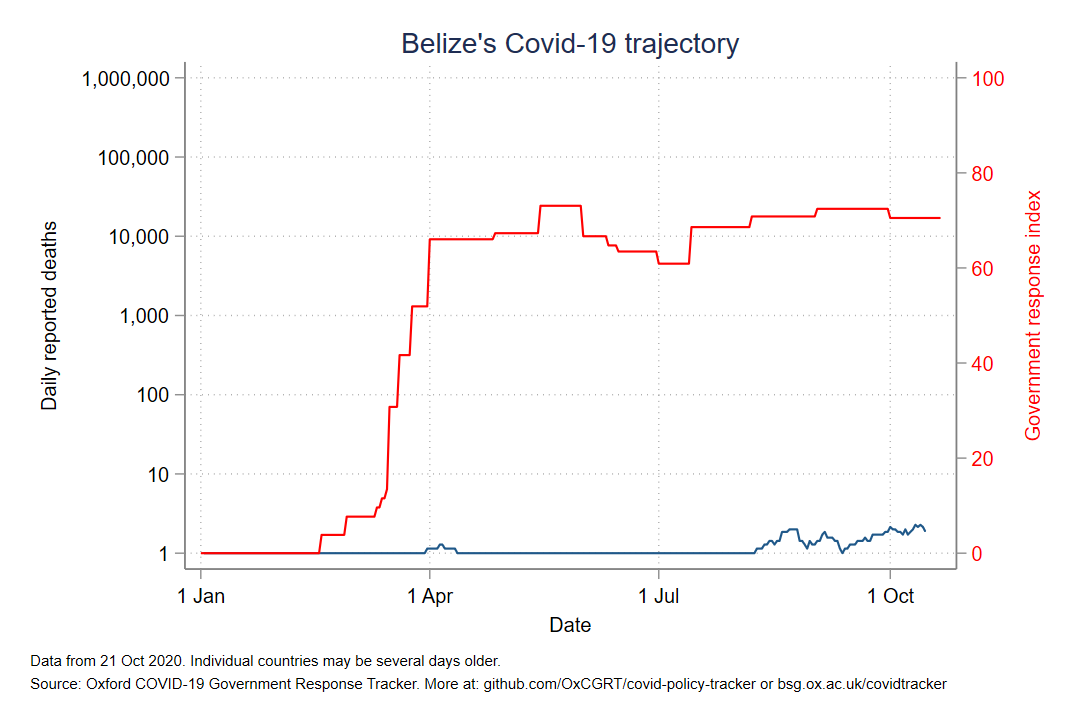 Belize's Covid-19 trajectory
1,000,000
100,000
10,000
1,000
100
10
1
Daily reported deaths
100
80
60
40
20
0
Government response index
1 Jan
1 Apr
1 Jul
1 Oct
Date
Data from 21 Oct 2020. Individual countries may be several days older.
Source: Oxford COVID-19 Government Response Tracker. More at: github.com/OxCGRT/covid-policy-tracker or bsg.ox.ac.uk/covidtracker